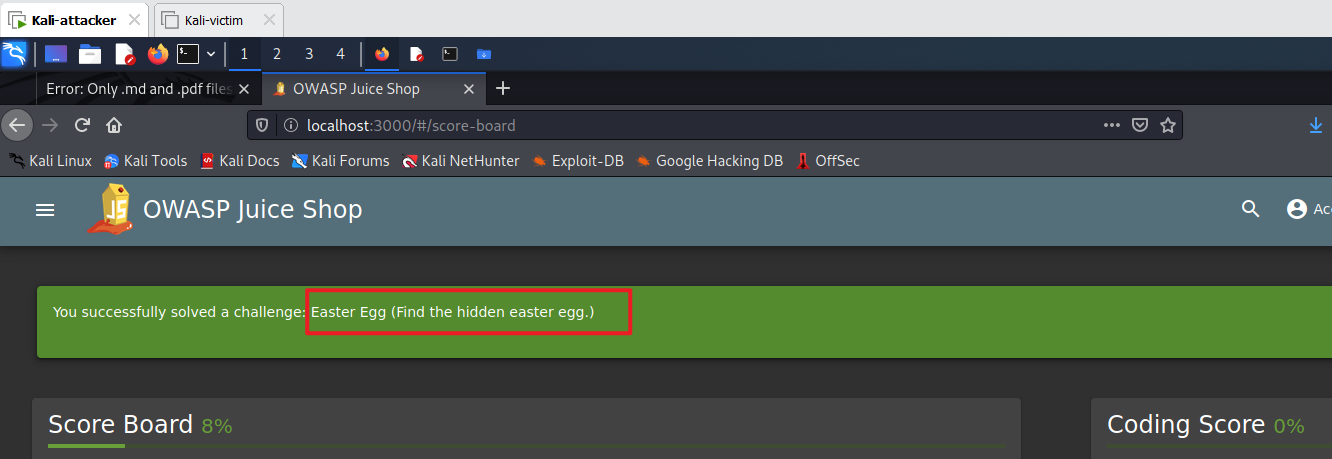 Kali-attacker Kali-victim
1 2 3 4
Error: Only .md and .pdf files OWASP Juice Shop
localhost:3000/#/score-board
Kali Linux Kali Tools Kali Docs Kali Forums Kali NetHunter Exploit-DB Google Hacking DB OffSec
JS OWASP Juice Shop Ac
You successfully solved a challenge: Easter Egg (Find the hidden easter egg.)
Score Board 8% Coding Score 0%